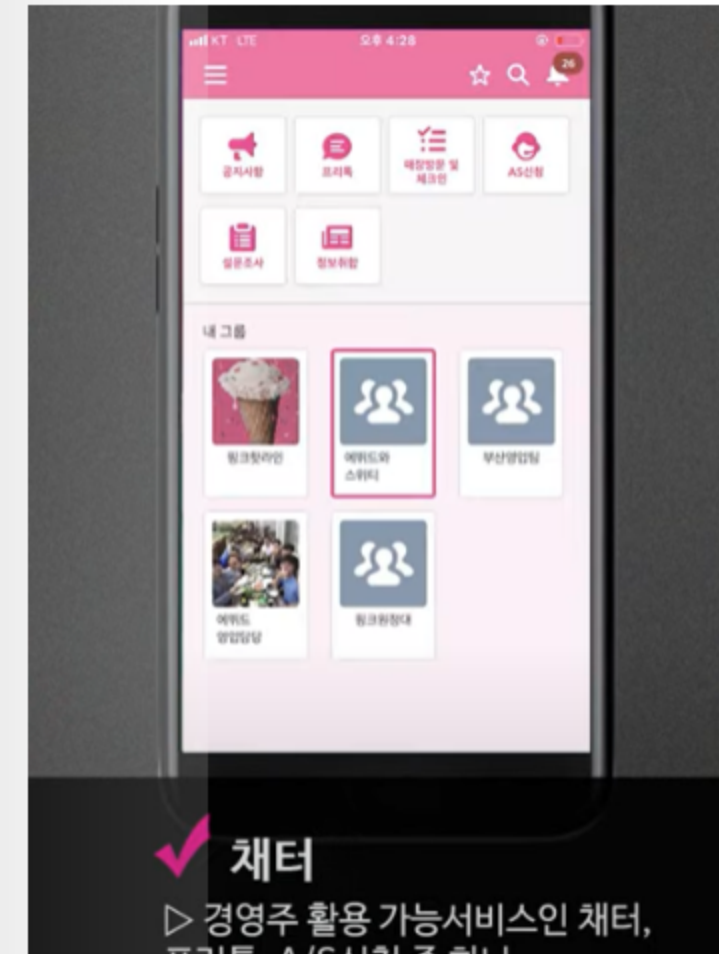 KT LTE
오후 4:28
26
공지사항
프리톡
매장방문 및
체크인
AS신청
설문조사
정보취합
내 그룹
핑크핫라인
에뛰드와
스위티
부산영업팀
에뛰드
영업담당
핑크원정대
채터
▷ 경영주 활용 가능서비스인 채터,